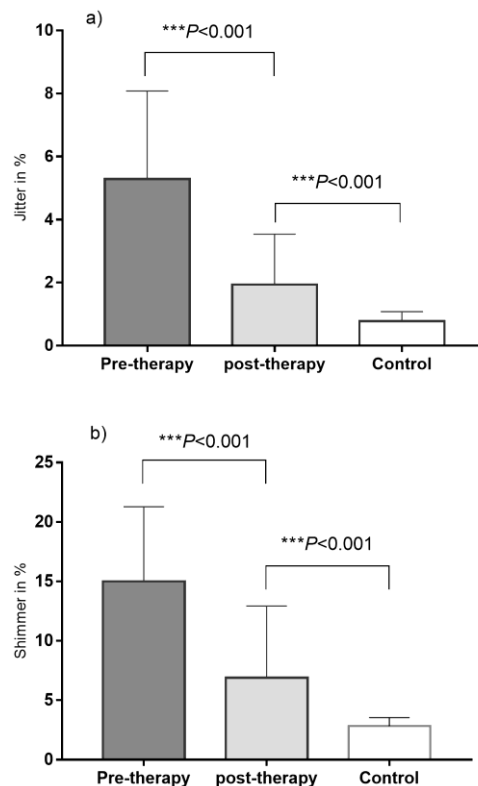 a)
***P<0.001
***P<0.001
Jitter in %
10
8
6
4
2
0
Pre-therapy post-therapy Control
b)
***P<0.001
***P<0.001
Shimmer in %
25
20
15
10
5
0
Pre-therapy post-therapy Control